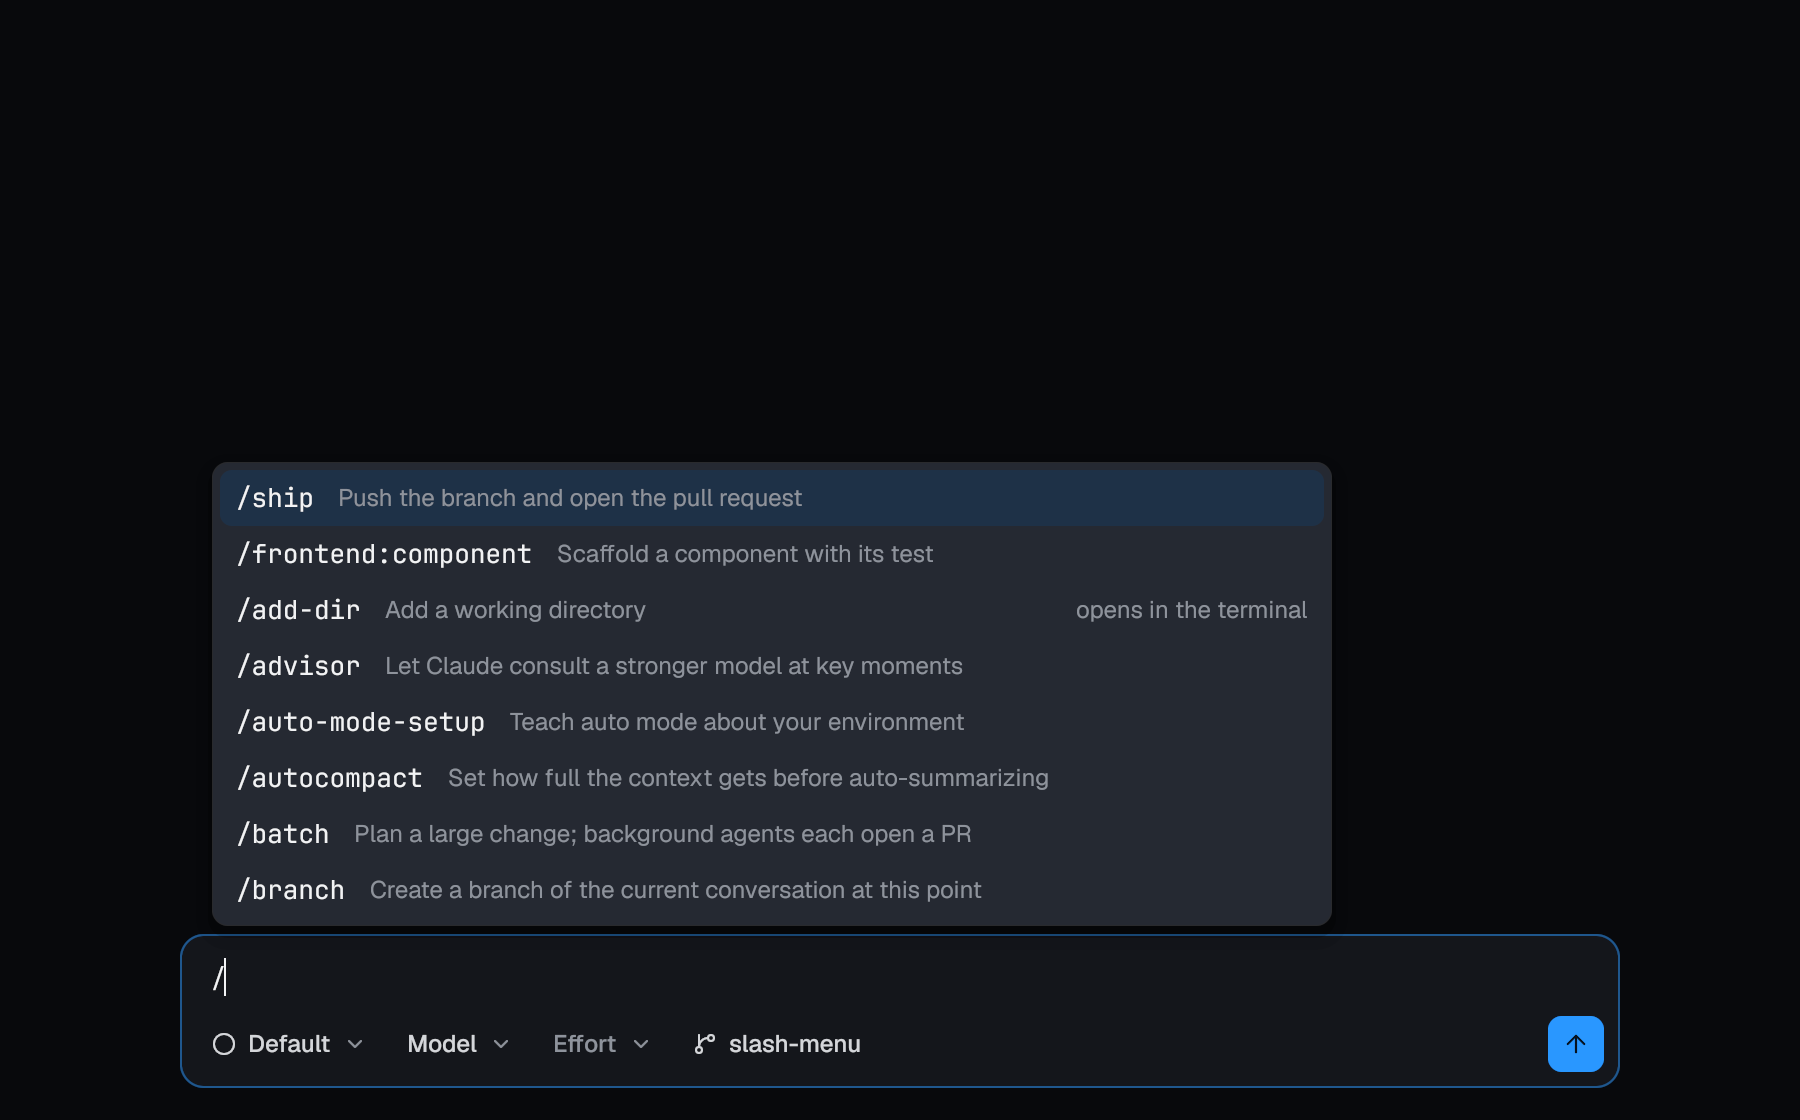 /ship Push the branch and open the pull request
/frontend:component Scaffold a component with its test
/add-dir Add a working directory opens in the terminal
/advisor Let Claude consult a stronger model at key moments
/auto-mode-setup Teach auto mode about your environment
/autocompact Set how full the context gets before auto-summarizing
/batch Plan a large change; background agents each open a PR
/branch Create a branch of the current conversation at this point
/
Default Model Effort slash-menu